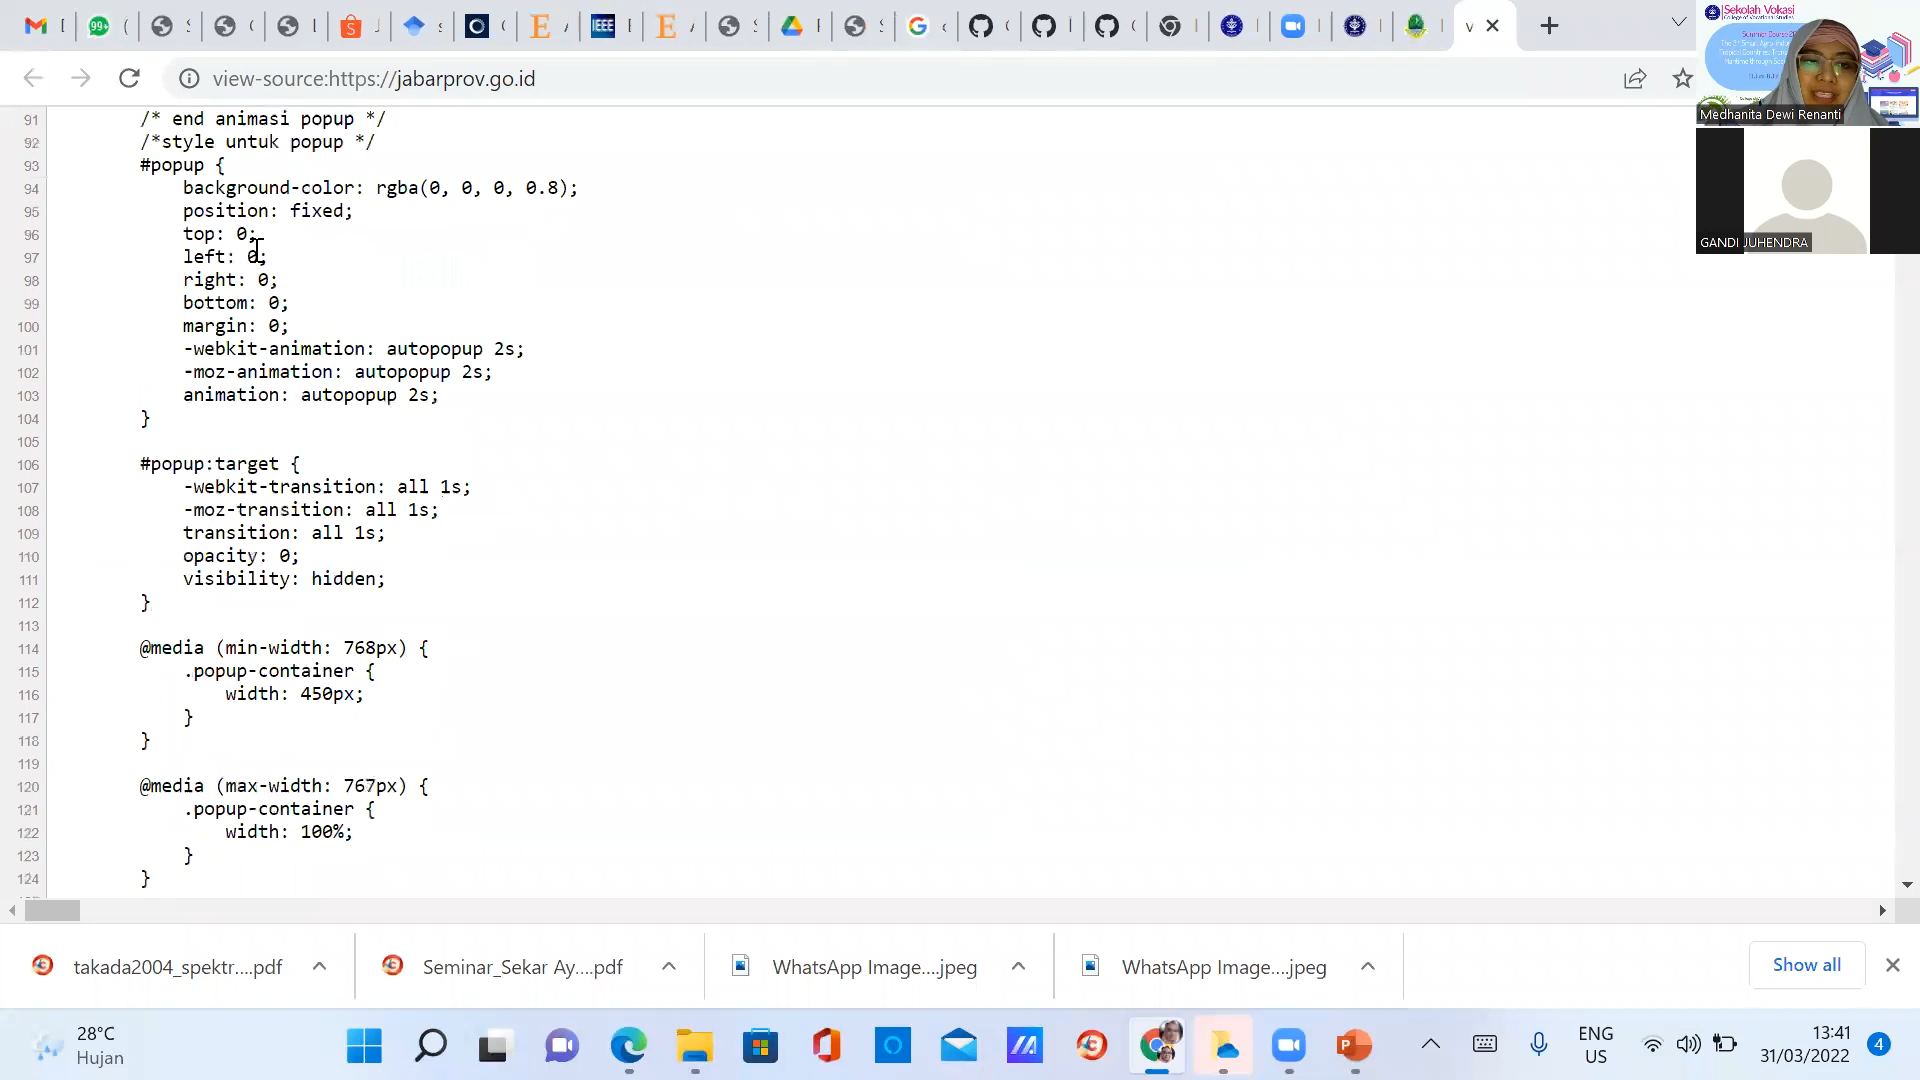 view-source:https://jabarprov.go.id
91 /* end animasi popup */
92 /*style untuk popup */
93 #popup {
94 background-color: rgba(0, 0, 0, 0.8);
95 position: fixed;
96 top: 0;
97 left: 0;
98 right: 0;
99 bottom: 0;
100 margin: 0;
101 -webkit-animation: autopopup 2s;
102 -moz-animation: autopopup 2s;
103 animation: autopopup 2s;
104 }
105
106 #popup:target {
107 -webkit-transition: all 1s;
108 -moz-transition: all 1s;
109 transition: all 1s;
110 opacity: 0;
111 visibility: hidden;
112 }
113
114 @media (min-width: 768px) {
115 .popup-container {
116 width: 450px;
117 }
118 }
119
120 @media (max-width: 767px) {
121 .popup-container {
122 width: 100%;
123 }
124 }
Sekolah Vokasi
College of Vocational Studies
Medhanita Dewi Renanti
GANDI JUHENDRA
takada2004_spektr....pdf
Seminar_Sekar Ay....pdf
WhatsApp Image....jpeg
WhatsApp Image....jpeg
Show all
28°C
Hujan
ENG
US
13:41
31/03/2022
4